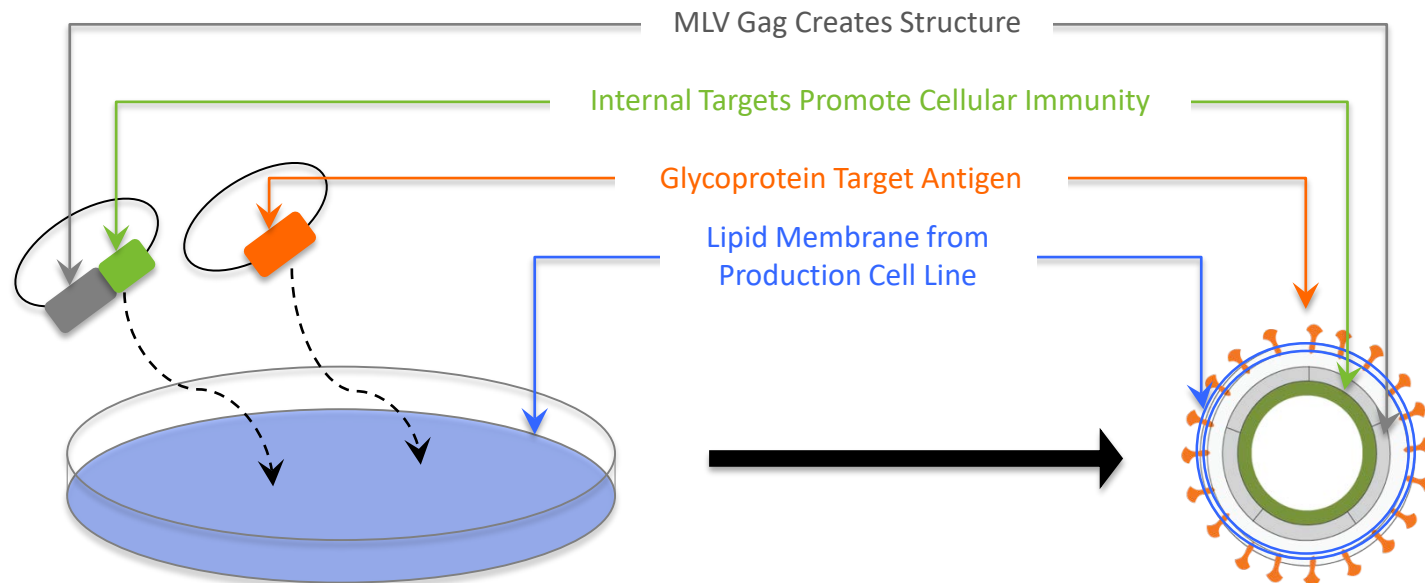 MLV Gag Creates Structure
Internal Targets Promote Cellular Immunity
Glycoprotein Target Antigen
Lipid Membrane from
Production Cell Line